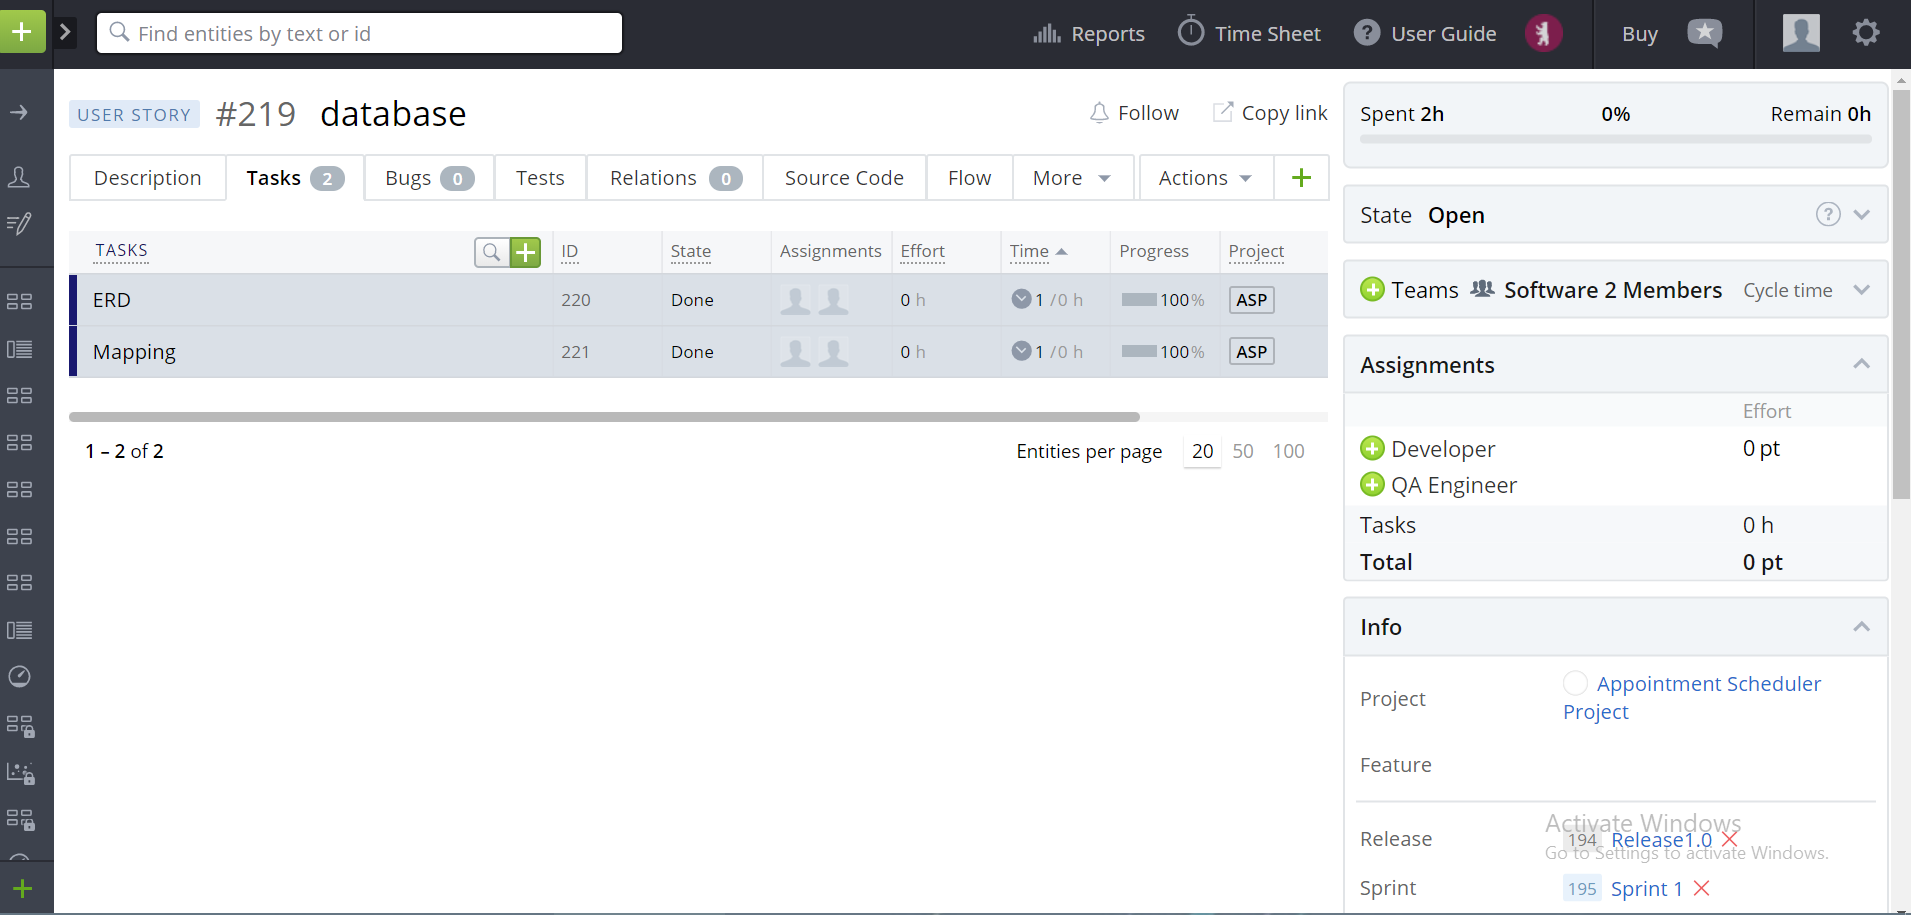 Find entities by text or id
Reports Time Sheet ? User Guide Buy
USER STORY #219 database Follow Copy link
Description Tasks 2 Bugs 0 Tests Relations 0 Source Code Flow More Actions +
TASKS ID State Assignments Effort Time Progress Project
ERD 220 Done 0 h 1 / 0 h 100% ASP
Mapping 221 Done 0 h 1 / 0 h 100% ASP
1 – 2 of 2 Entities per page 20 50 100
Spent 2h 0% Remain 0h
State Open ?
Teams Software 2 Members Cycle time
Assignments
Effort
Developer 0 pt
QA Engineer
Tasks 0 h
Total 0 pt
Info
Project Appointment Scheduler
Project
Feature
Activate Windows
Release 194 Release1.0
Go to Settings to activate Windows.
Sprint 195 Sprint 1